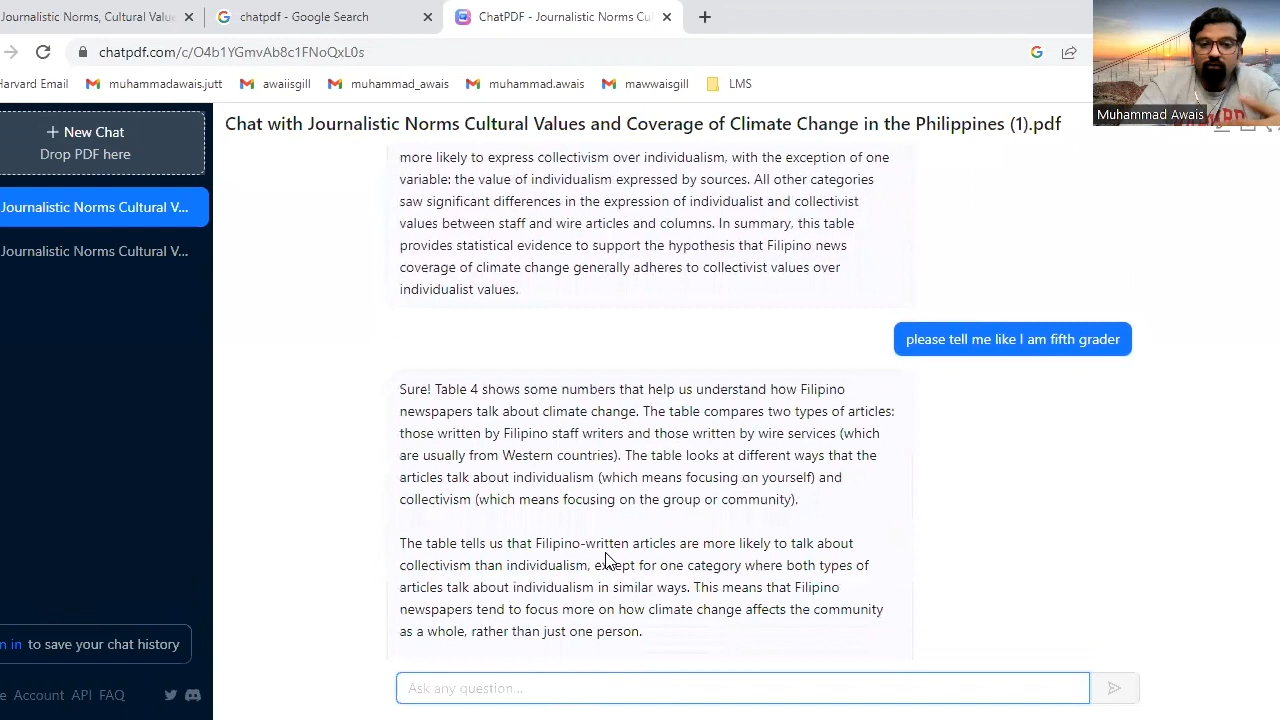 Journalistic Norms, Cultural Value
chatpdf - Google Search
ChatPDF - Journalistic Norms Cu
chatpdf.com/c/O4b1YGmvAb8c1FNoQxL0s
Harvard Email
muhammadawais.jutt
awaiisgill
muhammad_awais
muhammad.awais
mawwaisgill
LMS
Muhammad Awais
New Chat
Drop PDF here
Journalistic Norms Cultural V...
Journalistic Norms Cultural V...
Chat with Journalistic Norms Cultural Values and Coverage of Climate Change in the Philippines (1).pdf
more likely to express collectivism over individualism, with the exception of one
variable: the value of individualism expressed by sources. All other categories
saw significant differences in the expression of individualist and collectivist
values between staff and wire articles and columns. In summary, this table
provides statistical evidence to support the hypothesis that Filipino news
coverage of climate change generally adheres to collectivist values over
individualist values.
please tell me like I am fifth grader
Sure! Table 4 shows some numbers that help us understand how Filipino
newspapers talk about climate change. The table compares two types of articles:
those written by Filipino staff writers and those written by wire services (which
are usually from Western countries). The table looks at different ways that the
articles talk about individualism (which means focusing on yourself) and
collectivism (which means focusing on the group or community).
The table tells us that Filipino-written articles are more likely to talk about
collectivism than individualism, except for one category where both types of
articles talk about individualism in similar ways. This means that Filipino
newspapers tend to focus more on how climate change affects the community
as a whole, rather than just one person.
n in to save your chat history
e Account API FAQ
Ask any question...